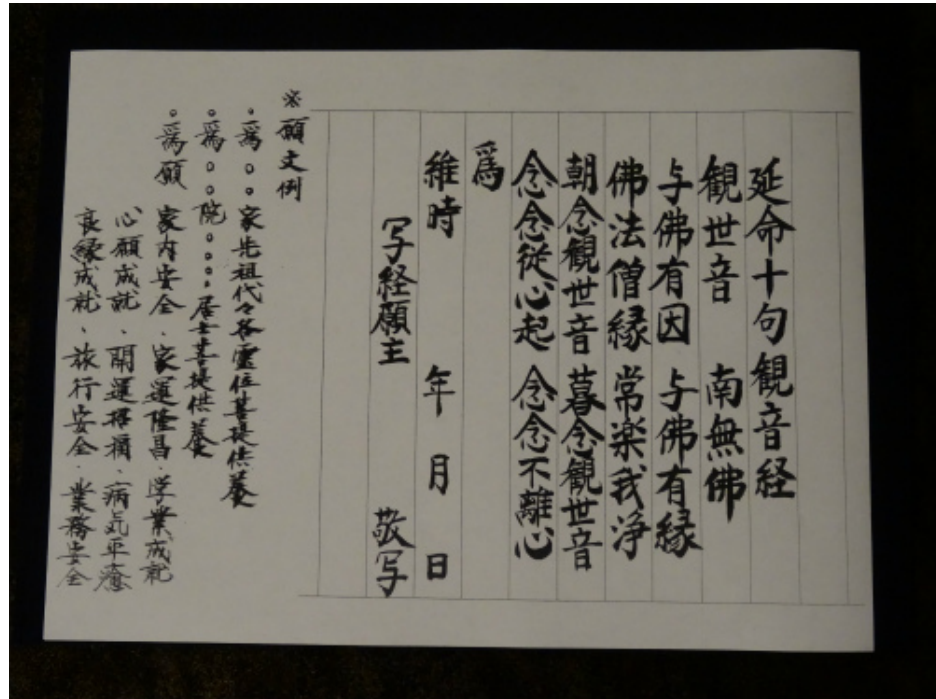 延命十句観音経
観世音 南無佛
与佛有因 与佛有縁
佛法僧縁 常楽我浄
朝念観世音 暮念観世音
念念従心起 念念不離心
為
維時 年 月 日
写経願主 敬写
※願文例
・為○○家先祖代々各霊位菩提供養
・為○○院○○○○居士菩提供養
・為願 家内安全、家運隆昌、学業成就
心願成就、開運招福、病気平癒
良縁成就、旅行安全、業務安全